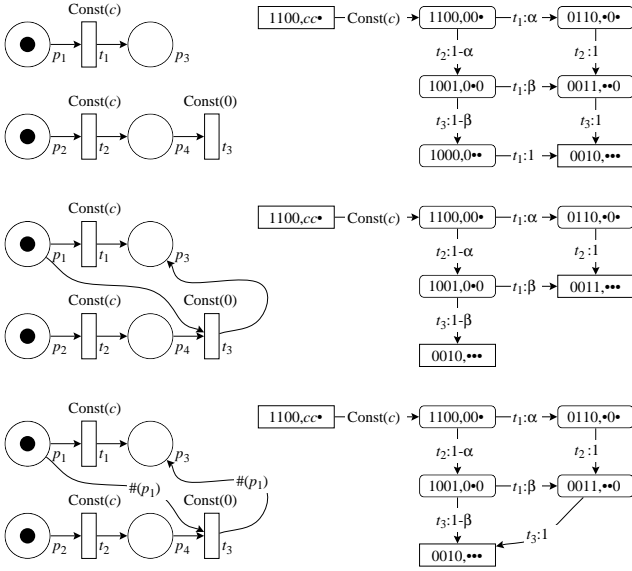 Const(c)
p1 t1 p3
Const(c) Const(0)
p2 t2 p4 t3
1100,cc• Const(c) 1100,00• t1:α 0110,•0•
t2:1-α t2:1
1001,0•0 t1:β 0011,••0
t3:1-β t3:1
1000,0•• t1:1 0010,•••
Const(c)
p1 t1 p3
Const(c) Const(0)
p2 t2 p4 t3
1100,cc• Const(c) 1100,00• t1:α 0110,•0•
t2:1-α t2:1
1001,0•0 t1:β 0011,•••
t3:1-β
0010,•••
Const(c)
p1 t1 p3
#(p1) #(p1)
Const(c) Const(0)
p2 t2 p4 t3
1100,cc• Const(c) 1100,00• t1:α 0110,•0•
t2:1-α t2:1
1001,0•0 t1:β 0011,••0
t3:1-β t3:1
0010,•••